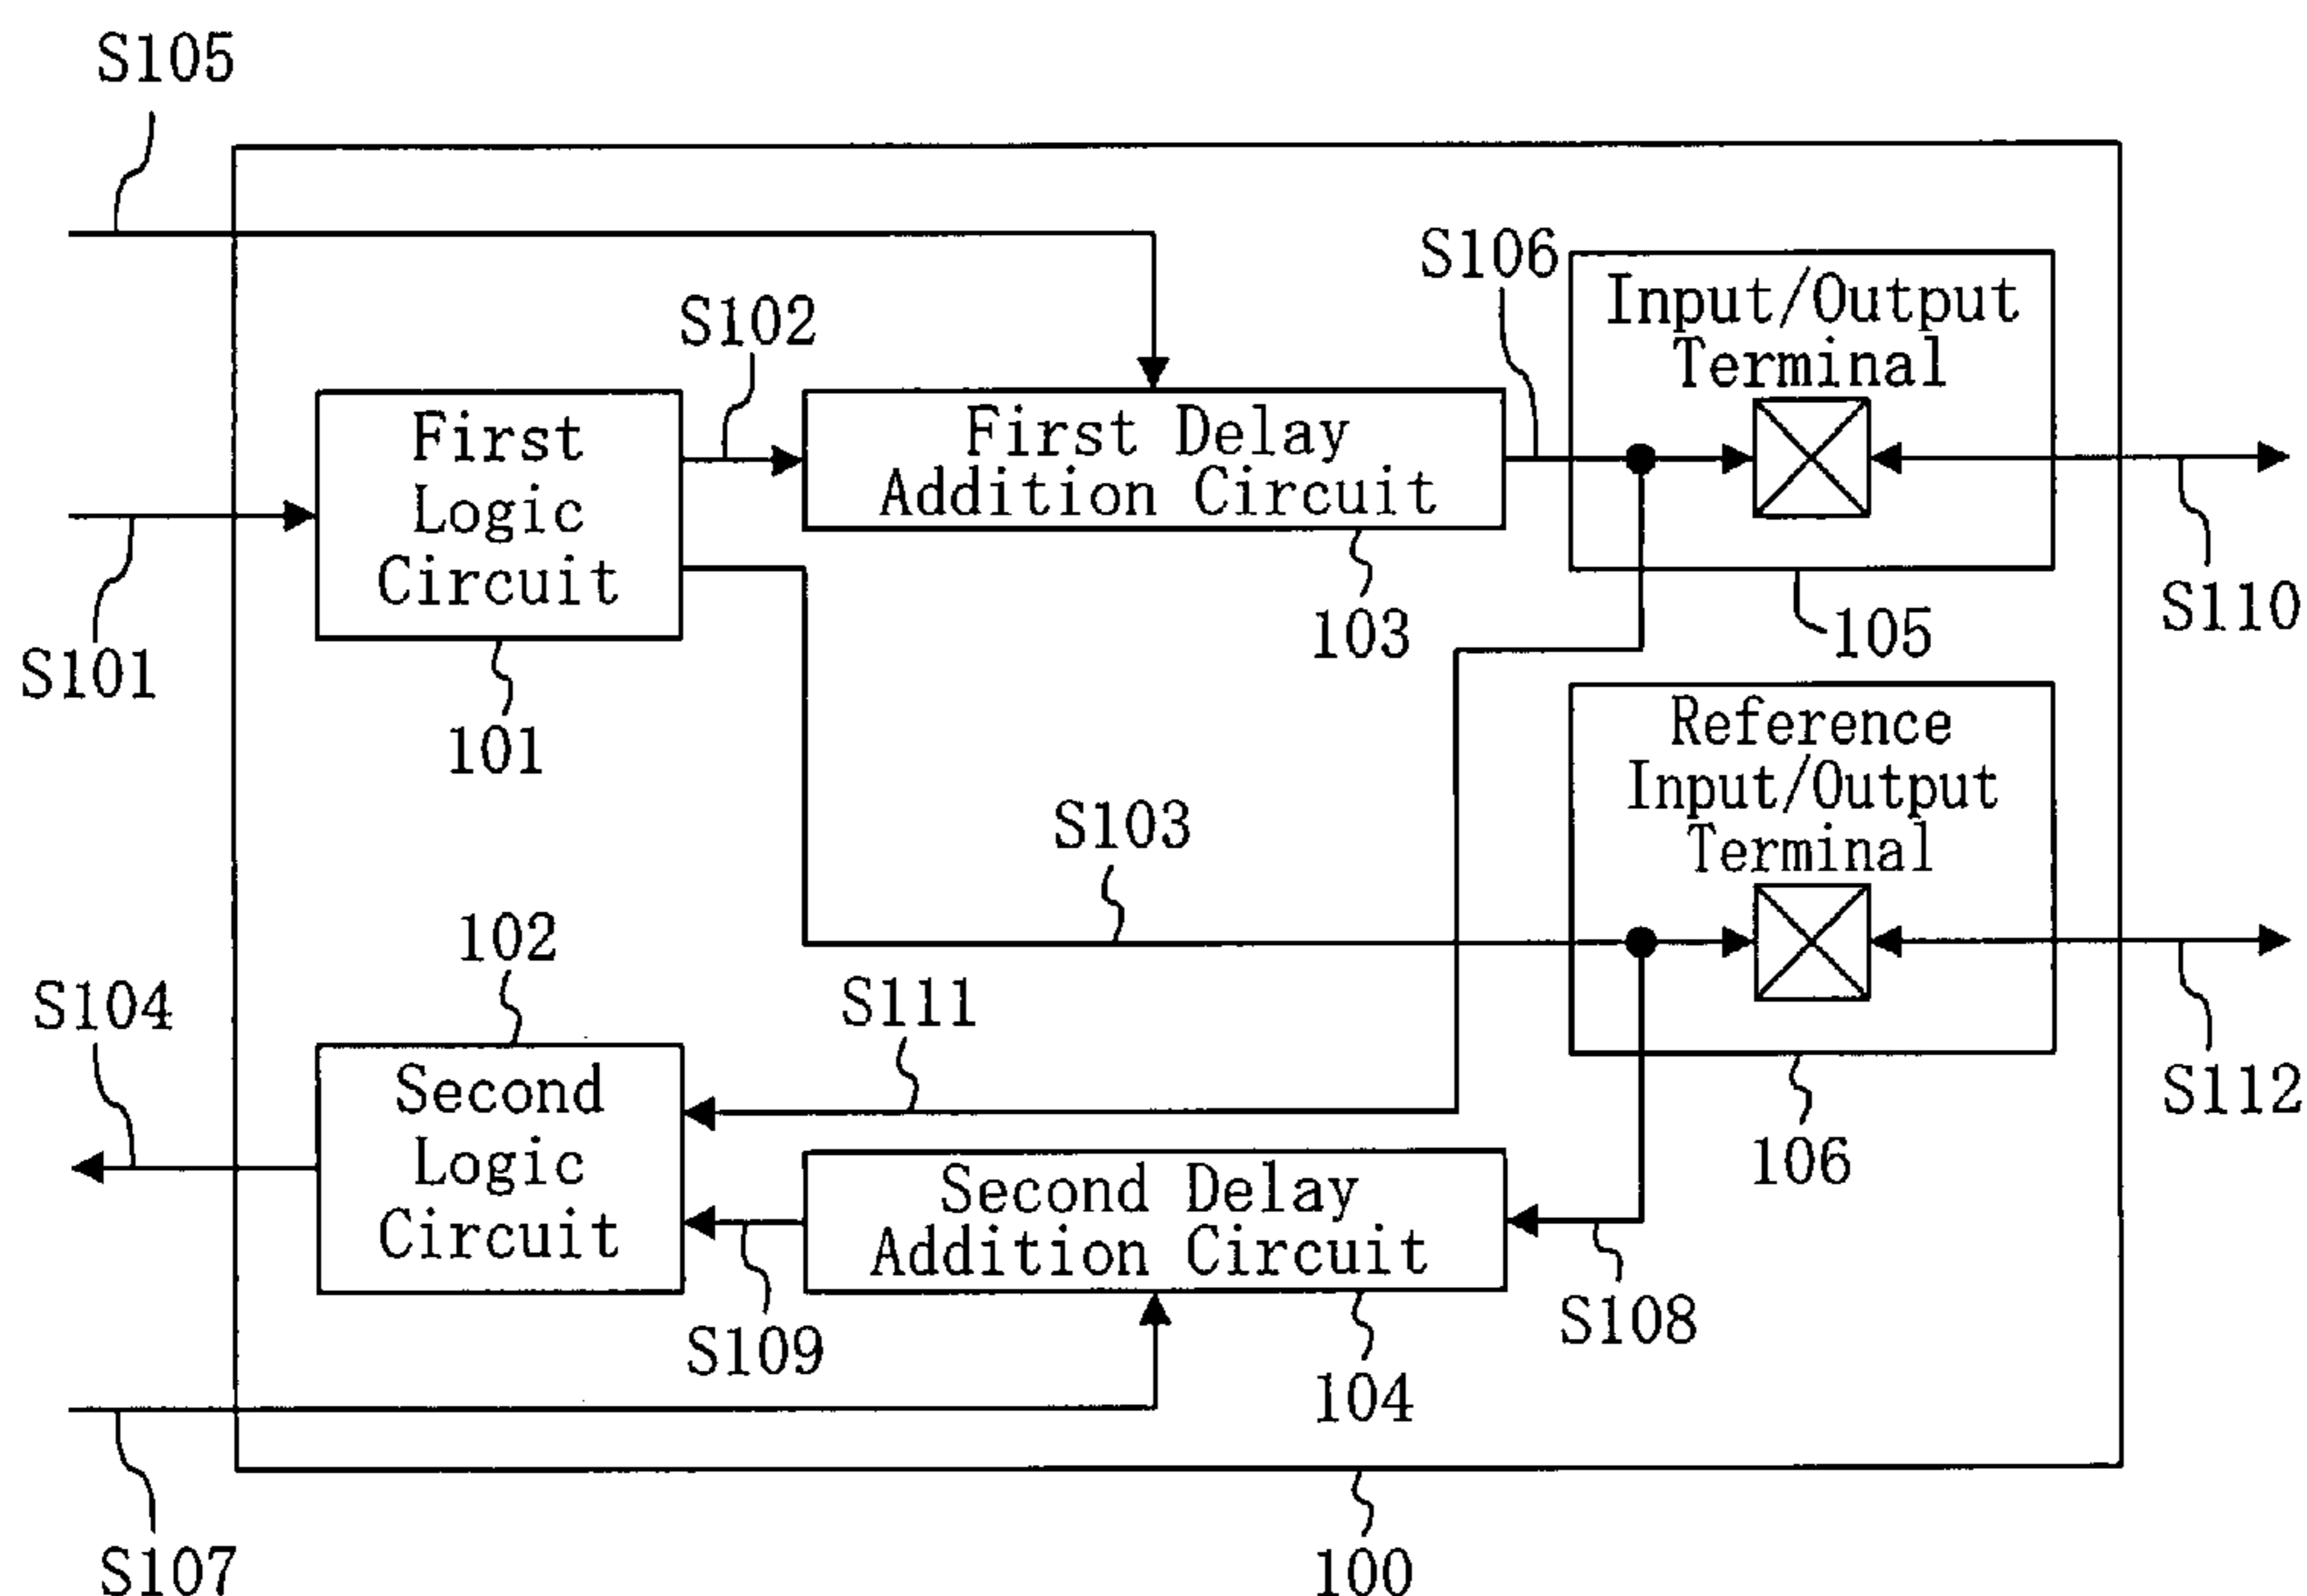 S105
S106
Input/Output
Terminal
S102
First
Logic
Circuit
First Delay
Addition Circuit
S110
103
105
S101
101
Reference
Input/Output
Terminal
S103
102
S104
S111
Second
Logic
Circuit
S112
106
Second Delay
Addition Circuit
S109
S108
104
S107
100